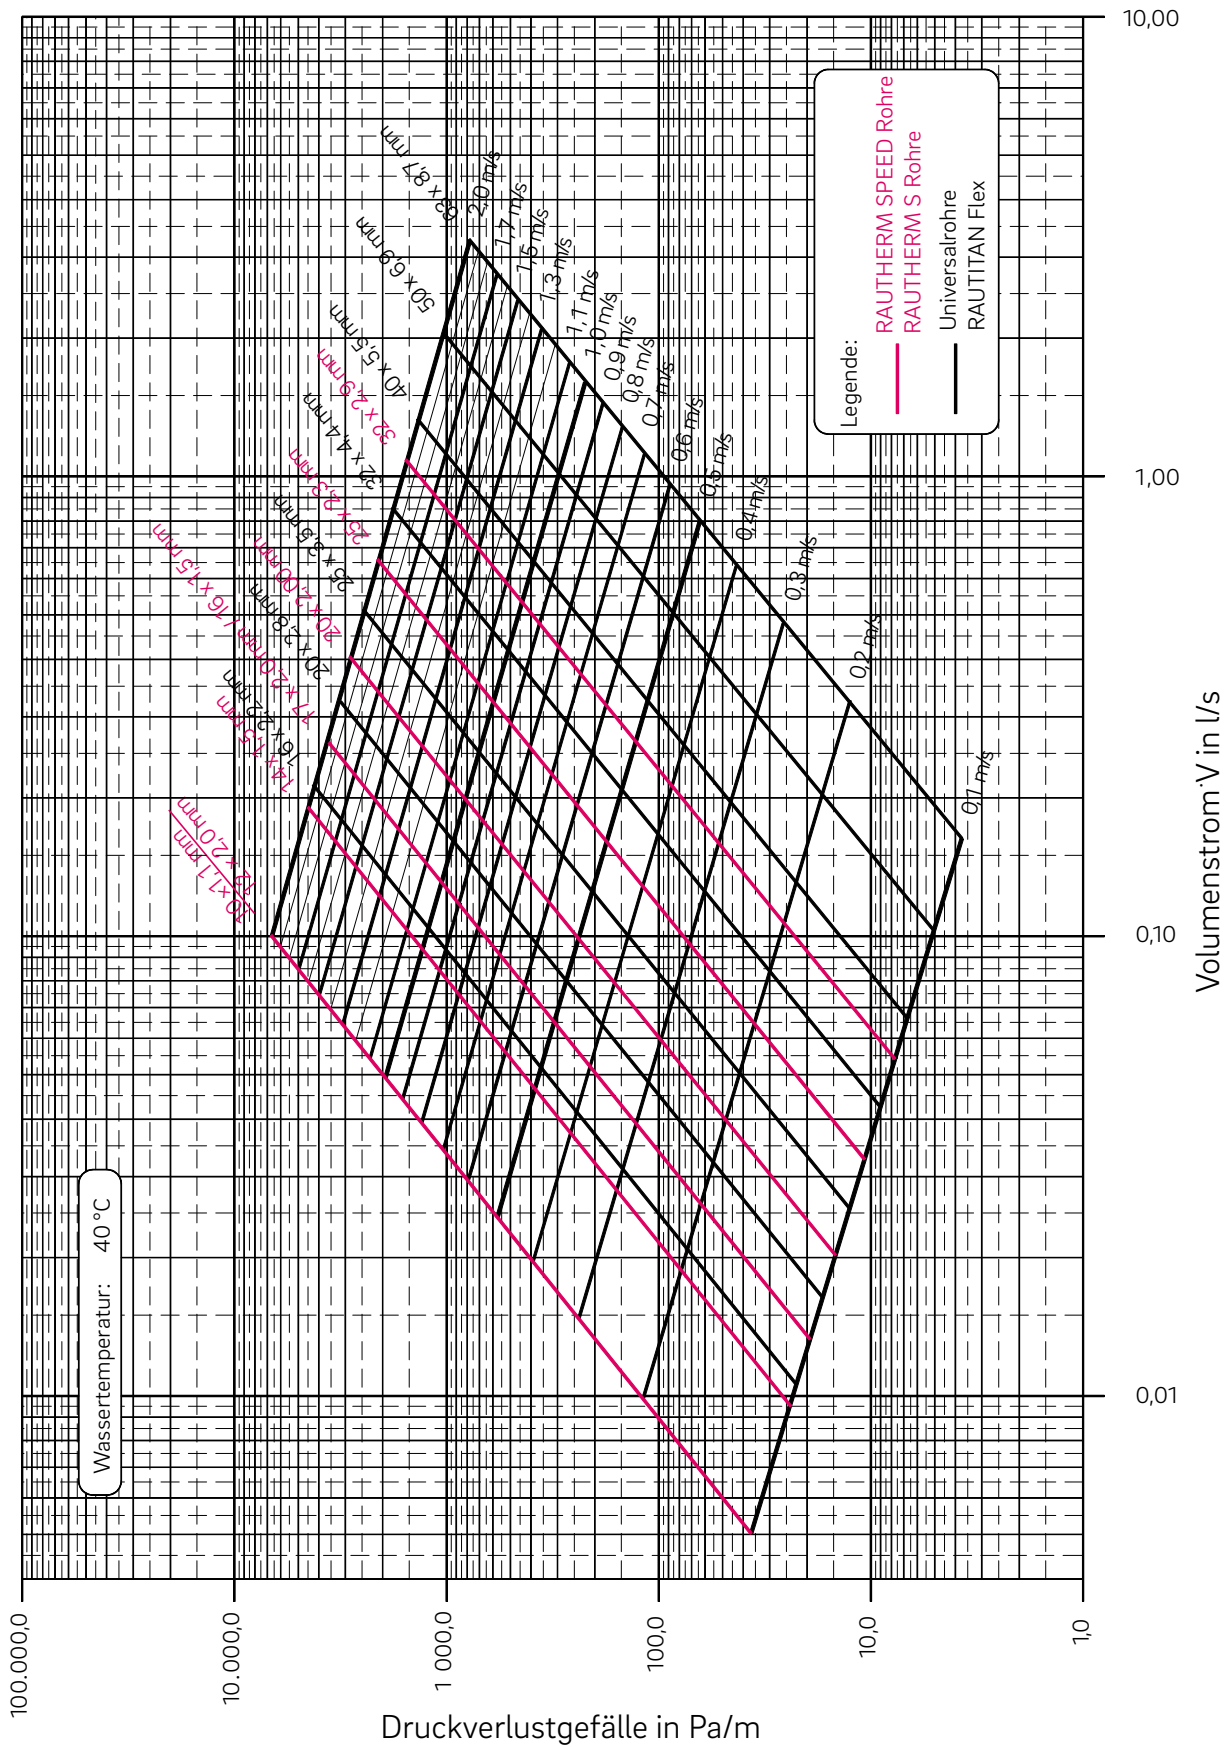 Wassertemperatur: 40 °C
10×1,1 mm
12 x 2,0 mm
14 x 1,5 mm
16 x 2,2 mm
17 x 2,0 mm / 16 x 1,5 mm
20 x 2,8 mm
20 x 2,00 mm
25 x 3,5 mm
25 x 2,3 mm
32 x 4,4 mm
32 x 2,9 mm
40 x 5,5 mm
50 x 6,9 mm
63 x 8,7 mm
2,0 m/s
1,7 m/s
1,5 m/s
1,3 m/s
1,1 m/s
1,0 m/s
0,9 m/s
0,8 m/s
0,7 m/s
0,6 m/s
0,5 m/s
0,4 m/s
0,3 m/s
0,2 m/s
0,1 m/s
Legende:
RAUTHERM SPEED Rohre
RAUTHERM S Rohre
Universalrohre
RAUTITAN Flex
10,00
1,00
0,10
0,01
Volumenstrom V̇ in l/s
100.000,0
10.000,0
1 000,0
100,0
10,0
1,0
Druckverlustgefälle in Pa/m